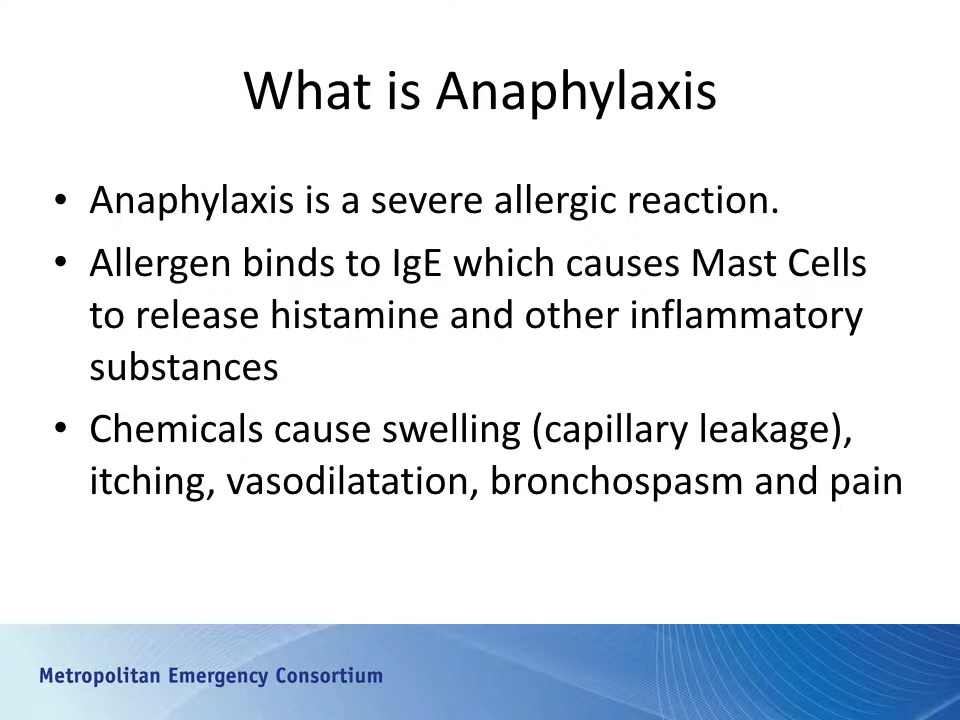 What is Anaphylaxis
• Anaphylaxis is a severe allergic reaction.
• Allergen binds to IgE which causes Mast Cells
to release histamine and other inflammatory
substances
• Chemicals cause swelling (capillary leakage),
itching, vasodilatation, bronchospasm and pain
Metropolitan Emergency Consortium